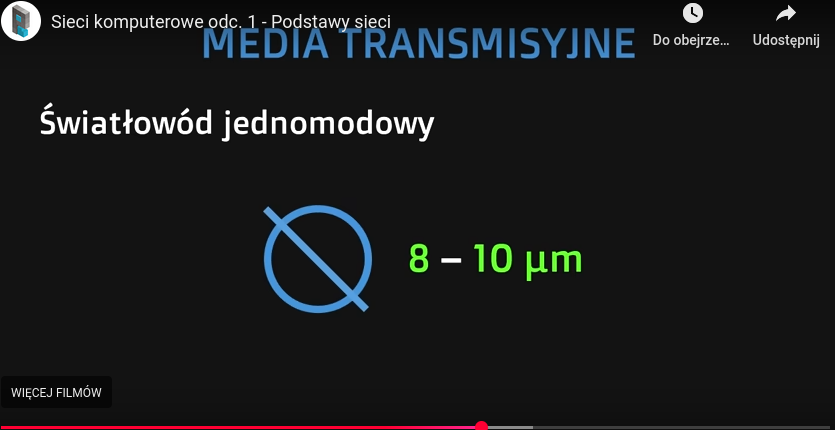 Sieci komputerowe odc. 1 - Podstawy sieci
Do obejrze...
Udostępnij
MEDIA TRANSMISYJNE
Światłowód jednomodowy
8 – 10 µm
WIĘCEJ FILMÓW